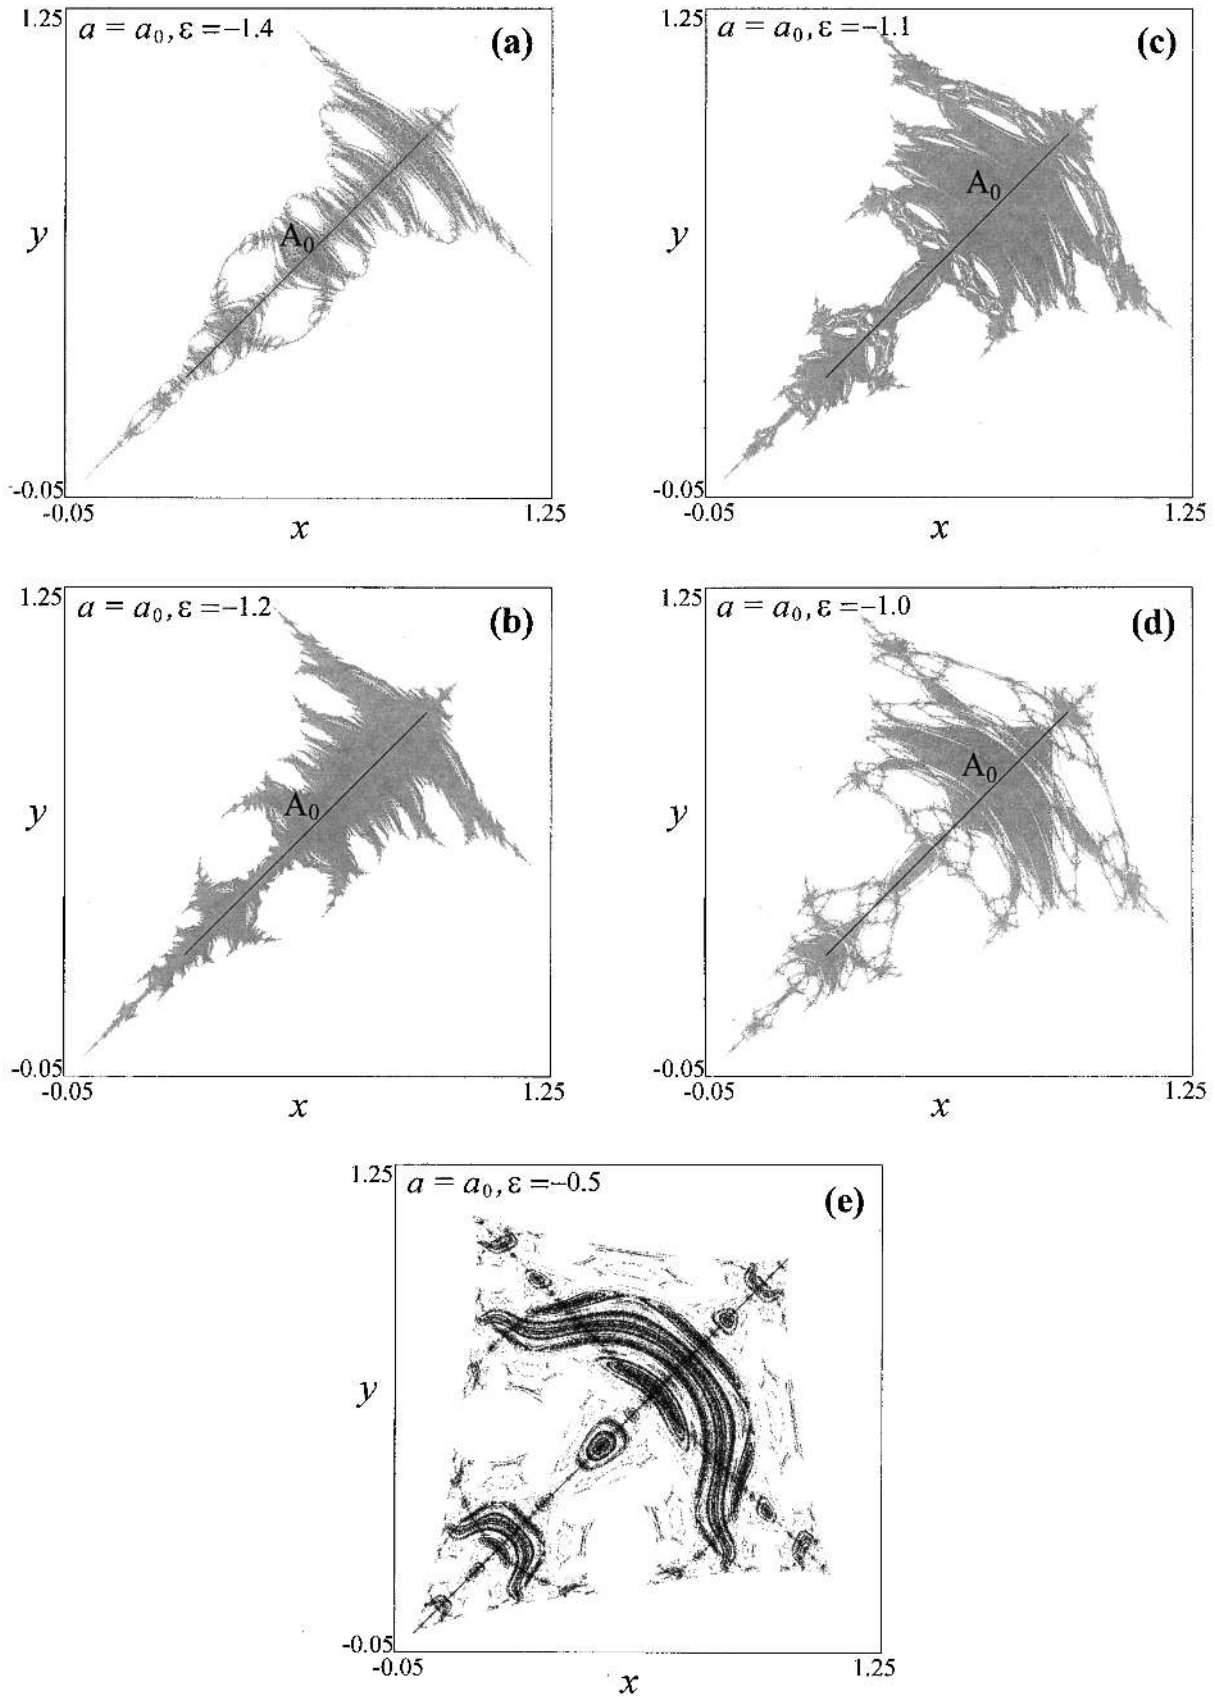 1.25
a = a₀, ε = –1.4
(a)
A₀
y
-0.05
-0.05
x
1.25
1.25
a = a₀, ε = –1.1
(c)
A₀
y
-0.05
-0.05
x
1.25
1.25
a = a₀, ε = –1.2
(b)
A₀
y
-0.05
-0.05
x
1.25
1.25
a = a₀, ε = –1.0
(d)
A₀
y
-0.05
-0.05
x
1.25
1.25
a = a₀, ε = –0.5
(e)
y
-0.05
-0.05
x
1.25